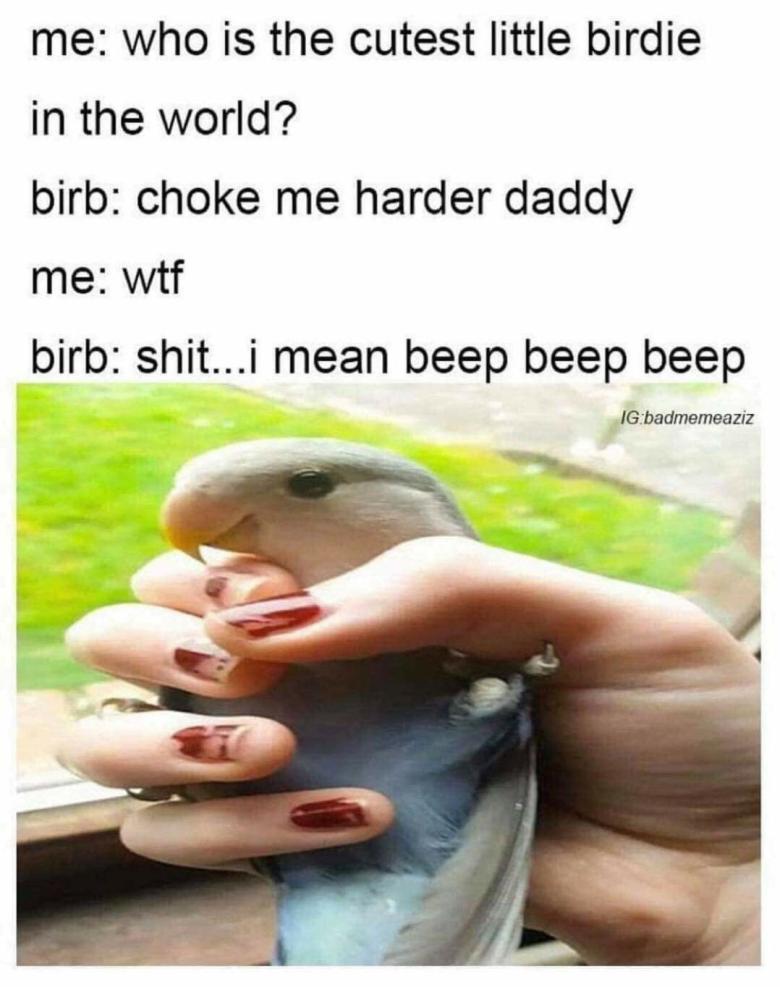 me: who is the cutest little birdie
in the world?
birb: choke me harder daddy
me: wtf
birb: shit...i mean beep beep beep
IG:badmemeaziz